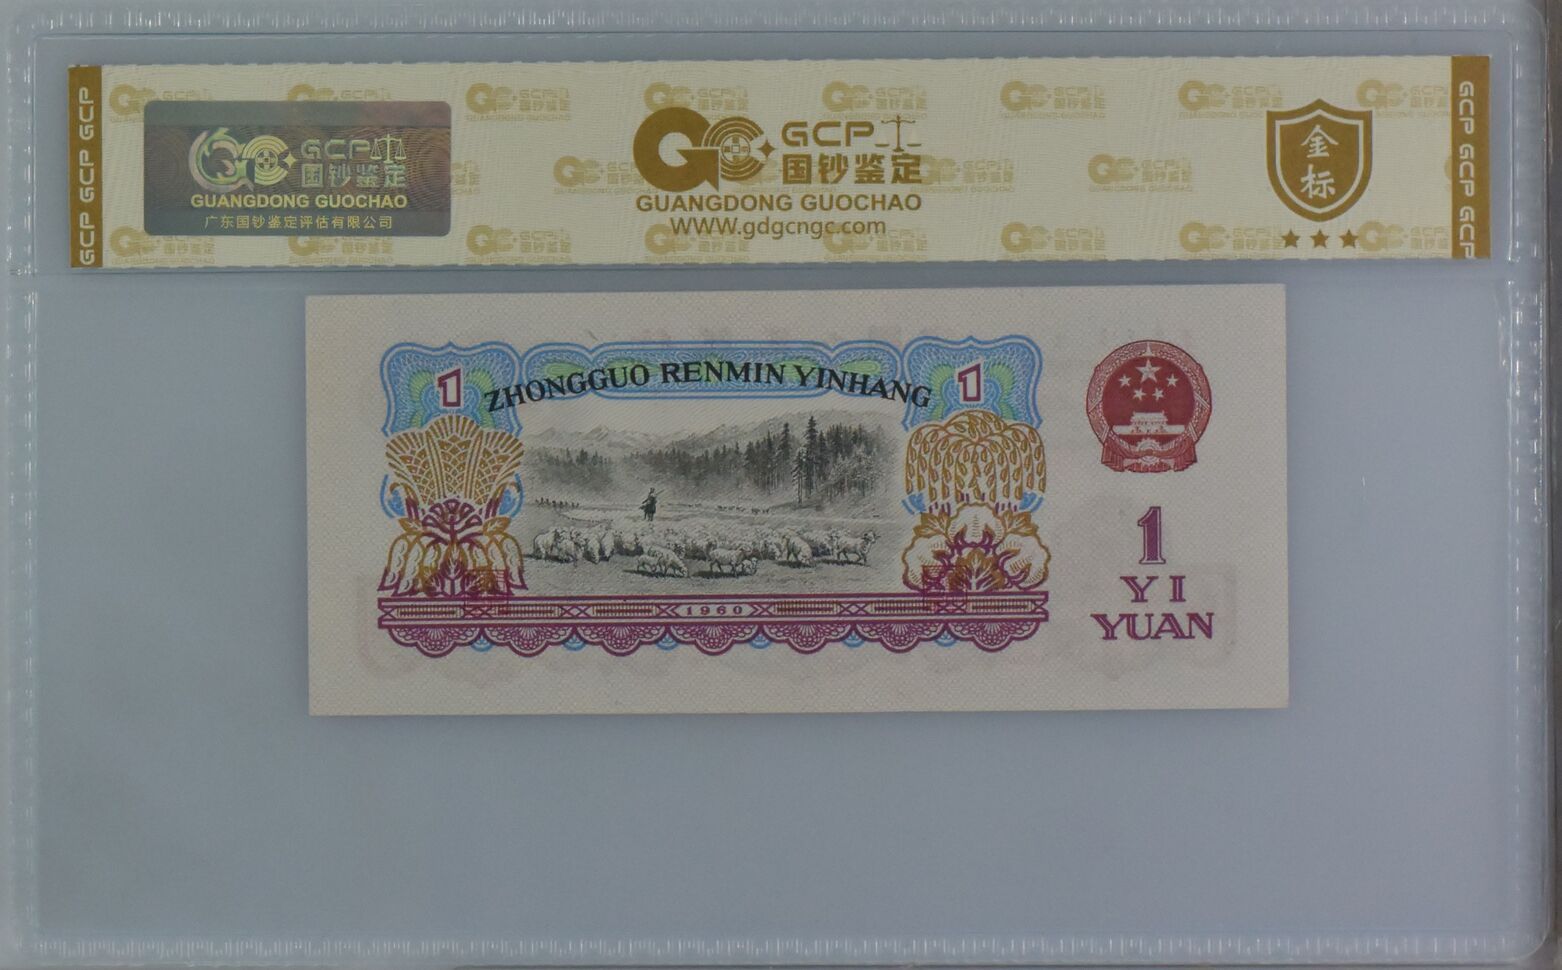 GCP GCP GCP
GCP
国钞鉴定
GUANGDONG GUOCHAO
广东国钞鉴定评估有限公司
GCP
国钞鉴定
GUANGDONG GUOCHAO
WWW.gdgcngc.com
金标
GCP GCP GCP
1
ZHONGGUO RENMIN YINHANG
1
1960
1
YI
YUAN